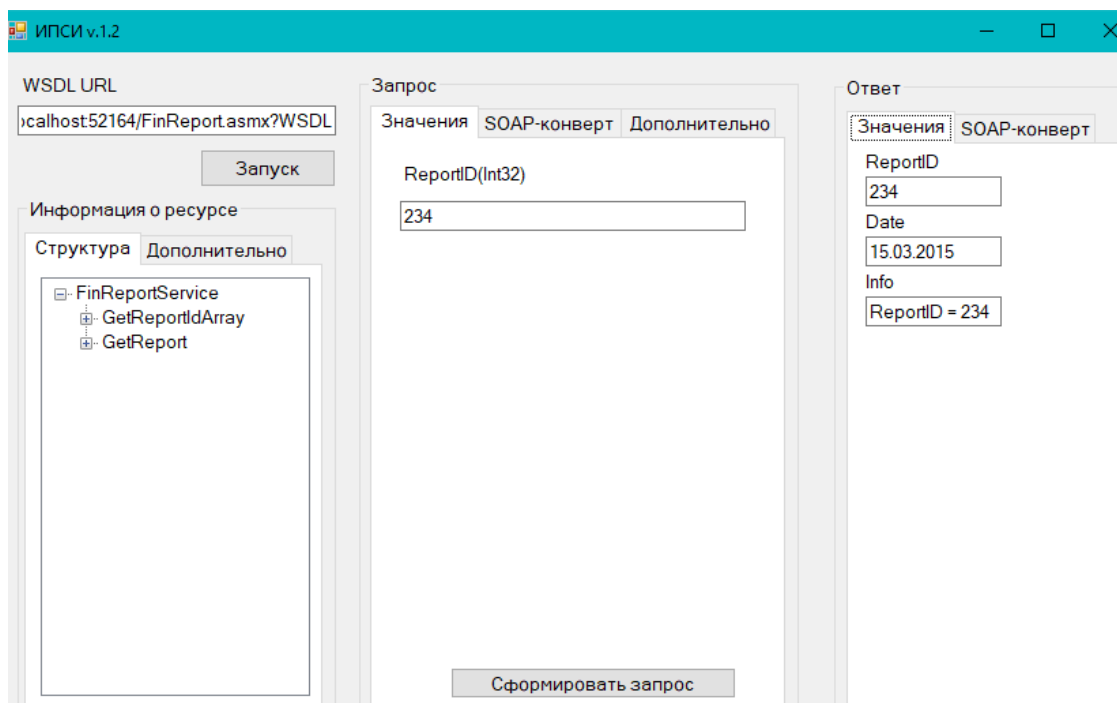 ИПСИ v.1.2
WSDL URL
ocalhost:52164/FinReport.asmx?WSDL
Запуск
Информация о ресурсе
Структура Дополнительно
FinReportService
GetReportIdArray
GetReport
Запрос
Значения SOAP-конверт Дополнительно
ReportID(Int32)
234
Сформировать запрос
Ответ
Значения SOAP-конверт
ReportID
234
Date
15.03.2015
Info
ReportID = 234